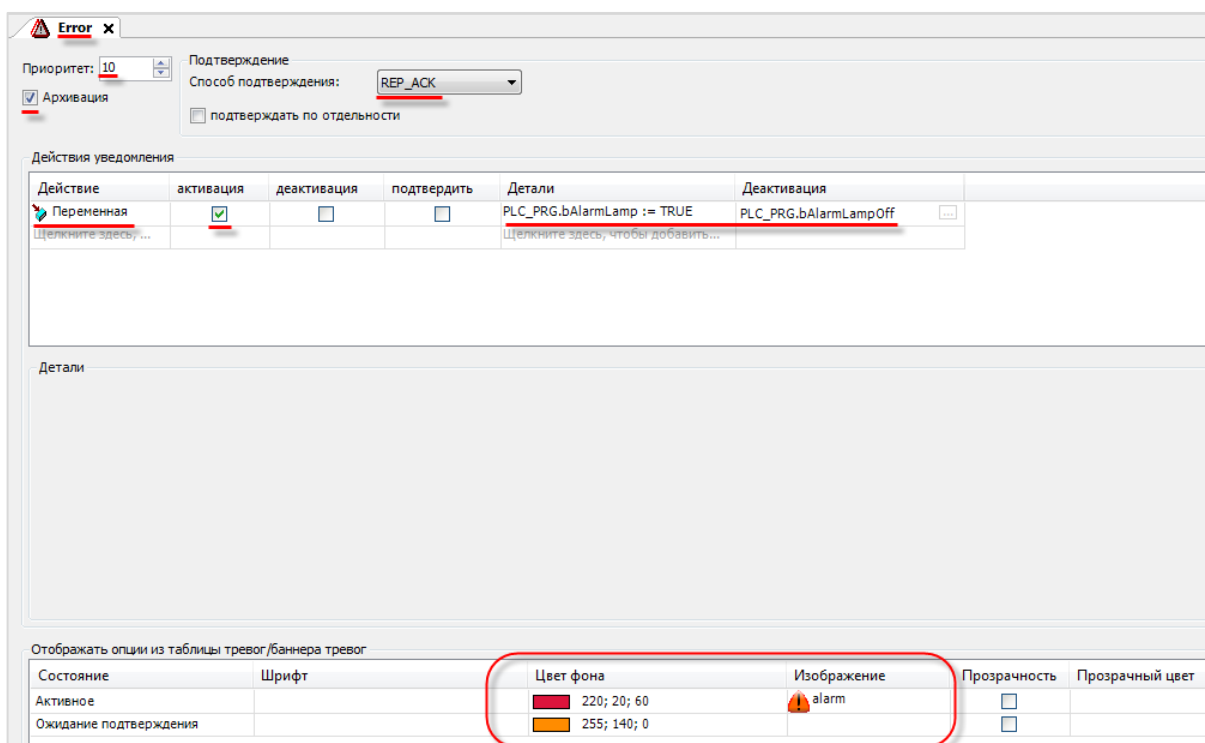 Error X
Приоритет: 10
Архивация
Подтверждение
Способ подтверждения: REP_ACK
подтверждать по отдельности
Действия уведомления
Действие активация деактивация подтвердить Детали Деактивация
Переменная PLC_PRG.bAlarmLamp := TRUE PLC_PRG.bAlarmLampOff ...
Щелкните здесь, ... Щелкните здесь, чтобы добавить...
Детали
Отображать опции из таблицы тревог/баннера тревог
Состояние Шрифт Цвет фона Изображение Прозрачность Прозрачный цвет
Активное 220; 20; 60 alarm
Ожидание подтверждения 255; 140; 0